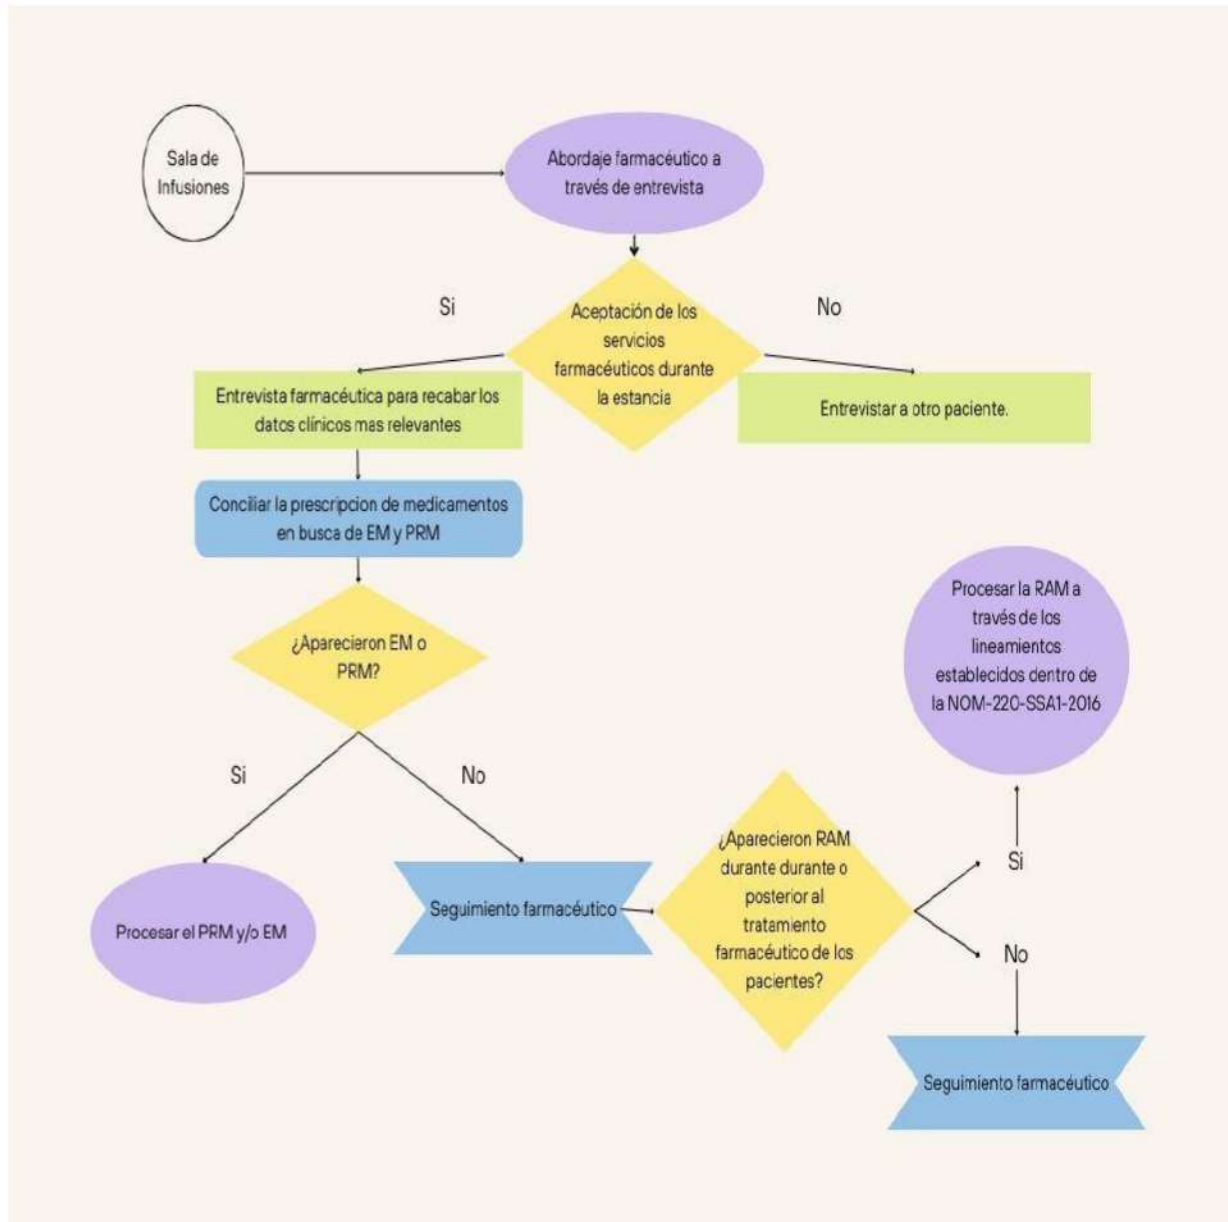 Sala de
Infusiones
Abordaje farmacéutico a
través de entrevista
Si
Aceptación de los
servicios
farmacéuticos durante
la estancia
No
Entrevista farmacéutica para recabar los
datos clínicos mas relevantes
Entrevistar a otro paciente.
Conciliar la prescripcion de medicamentos
en busca de EM y PRM
¿Aparecieron EM o
PRM?
Si
No
Procesar el PRM y/o EM
Seguimiento farmacéutico
¿Aparecieron RAM
durante durante o
posterior al
tratamiento
farmacéutico de los
pacientes?
Si
Procesar la RAM a
través de los
lineamientos
establecidos dentro de
la NOM-220-SSA1-2016
No
Seguimiento farmacéutico